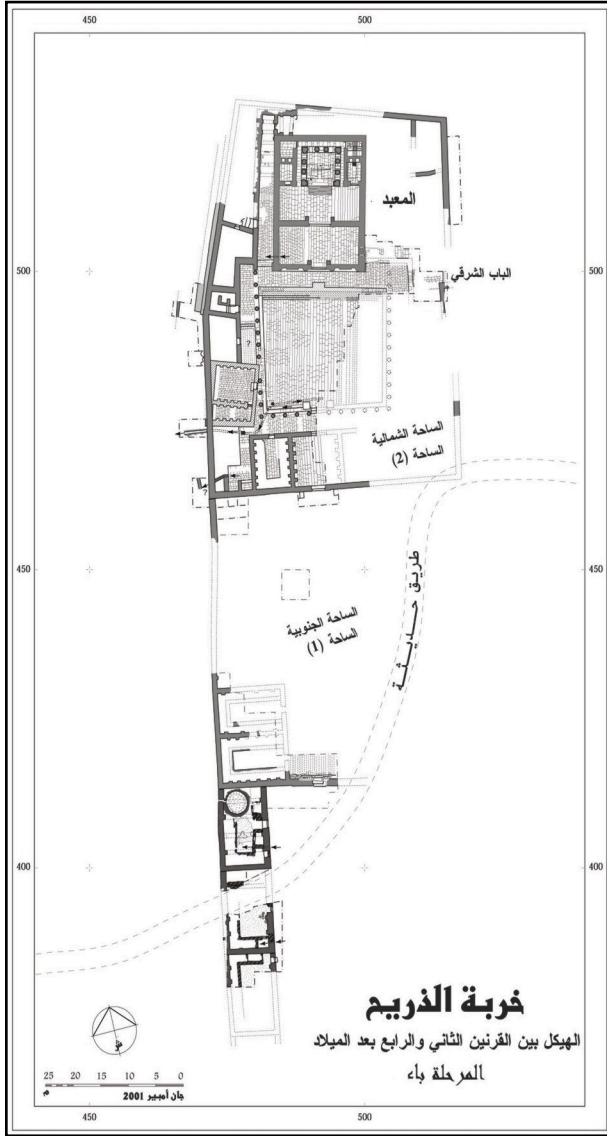 450
500
المعبد
500
500
الباب الشرقي
الساحة الشمالية
الساحة (2)
450
450
طريق حديثة
الساحة الجنوبية
الساحة (1)
400
400
خربة الذريح
الهيكل بين القرنين الثاني والرابع بعد الميلاد
المرحلة باء
ش
25 20 15 10 5 0
م
جان أمبير 2001
450
500